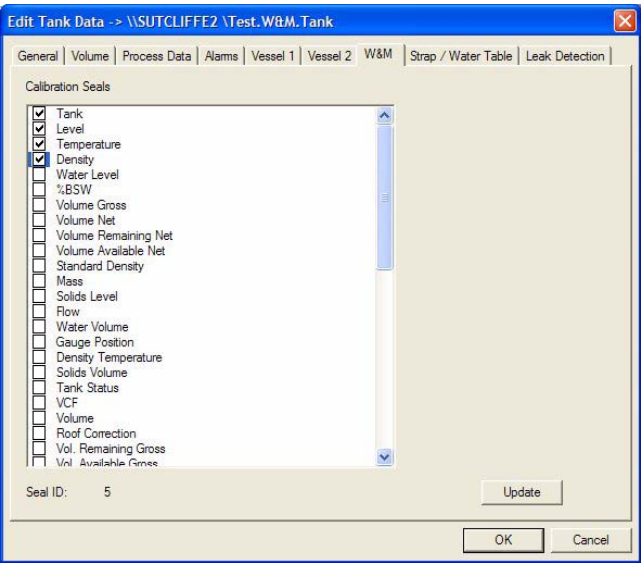 Edit Tank Data -> \\SUTCLIFFE2 \Test.W&M.Tank
General Volume Process Data Alarms Vessel 1 Vessel 2 W&M Strap / Water Table Leak Detection
Calibration Seals
Tank
Level
Temperature
Density
Water Level
%BSW
Volume Gross
Volume Net
Volume Remaining Net
Volume Available Net
Standard Density
Mass
Solids Level
Flow
Water Volume
Gauge Position
Density Temperature
Solids Volume
Tank Status
VCF
Volume
Roof Correction
Vol. Remaining Gross
Vol. Available Gross
Seal ID: 5
Update
OK Cancel